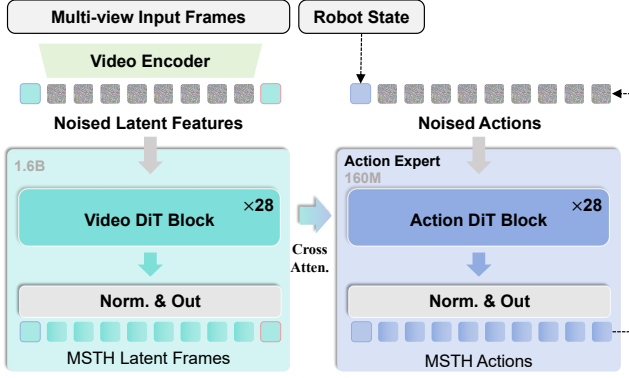 Multi-view Input Frames
Robot State
Video Encoder
Noised Latent Features
Noised Actions
1.6B
Action Expert
160M
Video DiT Block
×28
Action DiT Block
×28
Cross
Atten.
Norm. & Out
Norm. & Out
MSTH Latent Frames
MSTH Actions